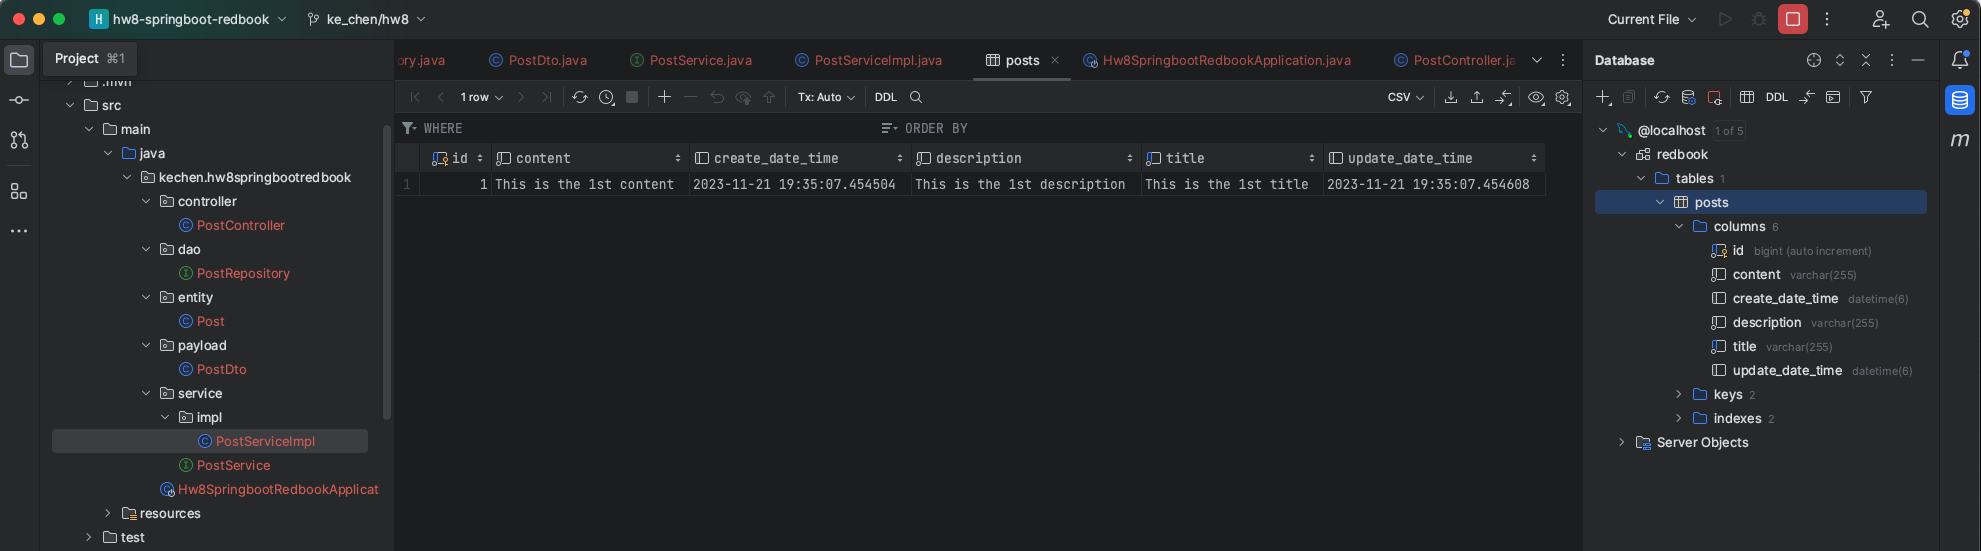 H hw8-springboot-redbook ke_chen/hw8 Current File
Project ⌘1
.mvn
src
main
java
kechen.hw8springbootredbook
controller
PostController
dao
PostRepository
entity
Post
payload
PostDto
service
impl
PostServiceImpl
PostService
Hw8SpringbootRedbookApplicat
resources
test
ory.java PostDto.java PostService.java PostServiceImpl.java posts Hw8SpringbootRedbookApplication.java PostController.ja
1 row Tx: Auto DDL CSV
WHERE ORDER BY
id content create_date_time description title update_date_time
1 1 This is the 1st content 2023-11-21 19:35:07.454504 This is the 1st description This is the 1st title 2023-11-21 19:35:07.454608
Database
DDL
@localhost 1 of 5
redbook
tables 1
posts
columns 6
id bigint (auto increment)
content varchar(255)
create_date_time datetime(6)
description varchar(255)
title varchar(255)
update_date_time datetime(6)
keys 2
indexes 2
Server Objects
m